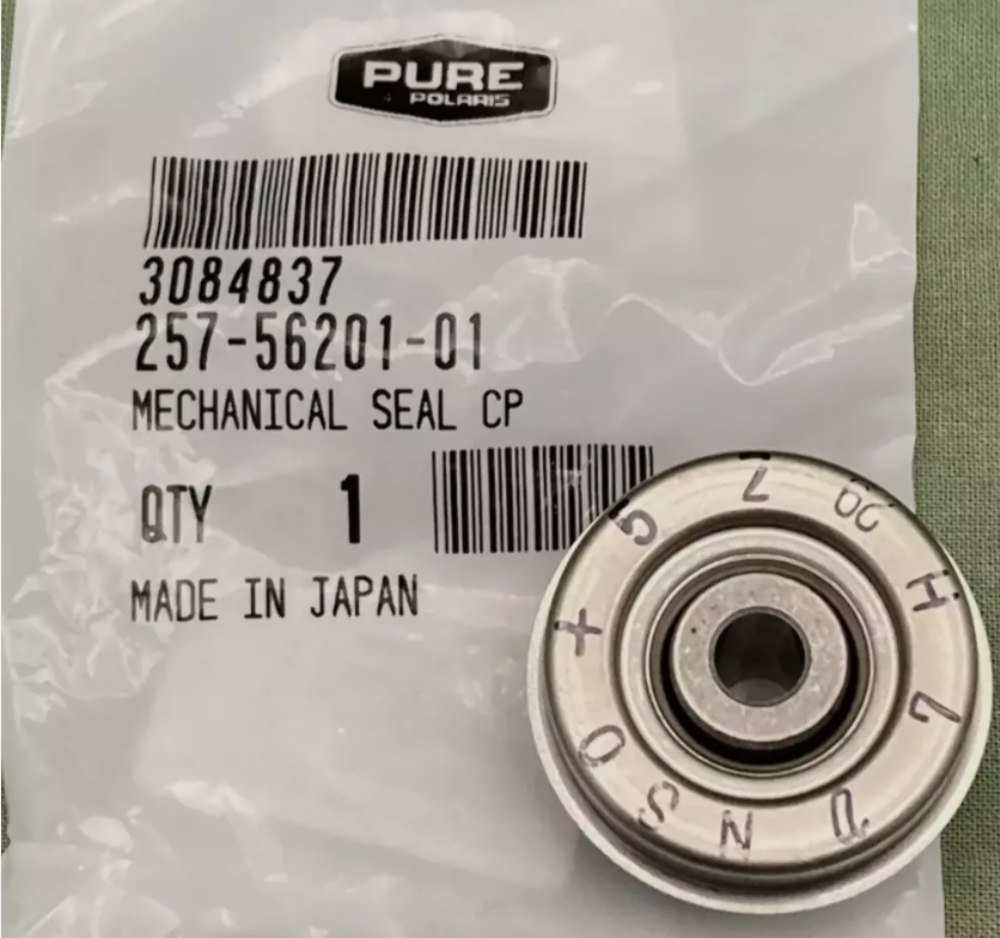 PURE
POLARIS
3084837
257-56201-01
MECHANICAL SEAL CP
QTY 1
MADE IN JAPAN